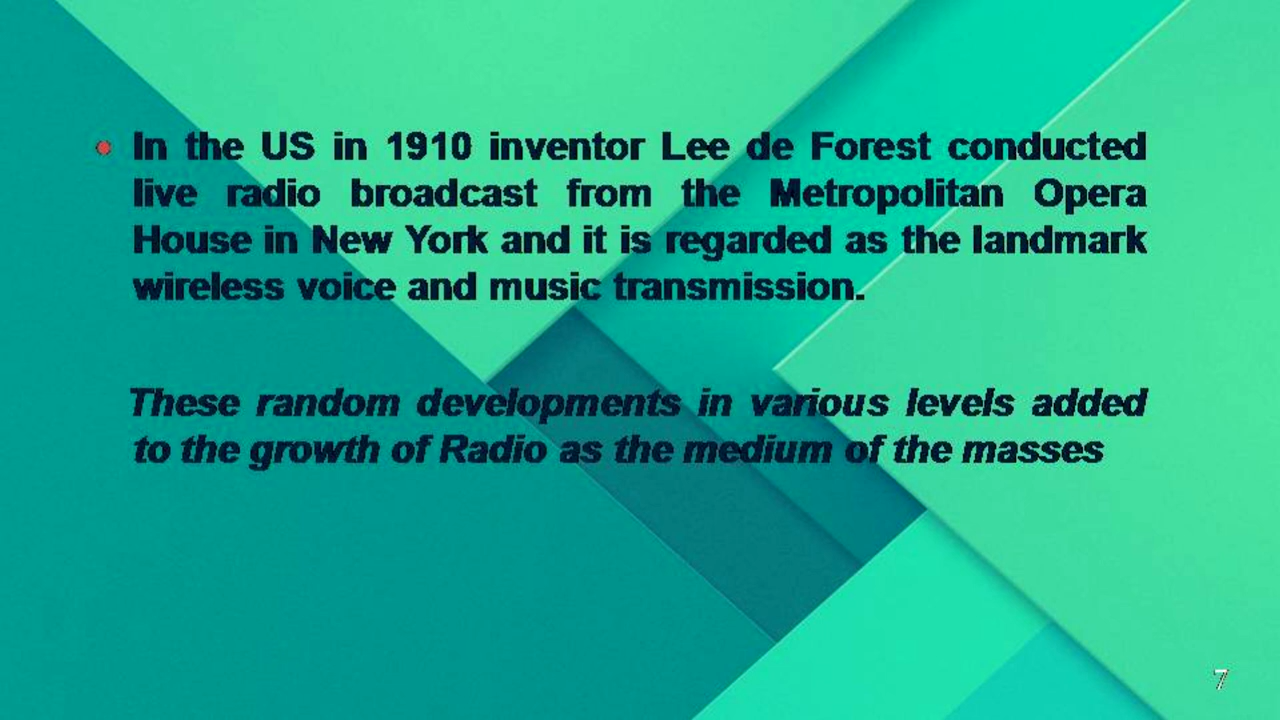 In the US in 1910 inventor Lee de Forest conducted
live radio broadcast from the Metropolitan Opera
House in New York and it is regarded as the landmark
wireless voice and music transmission.
These random developments in various levels added
to the growth of Radio as the medium of the masses
7